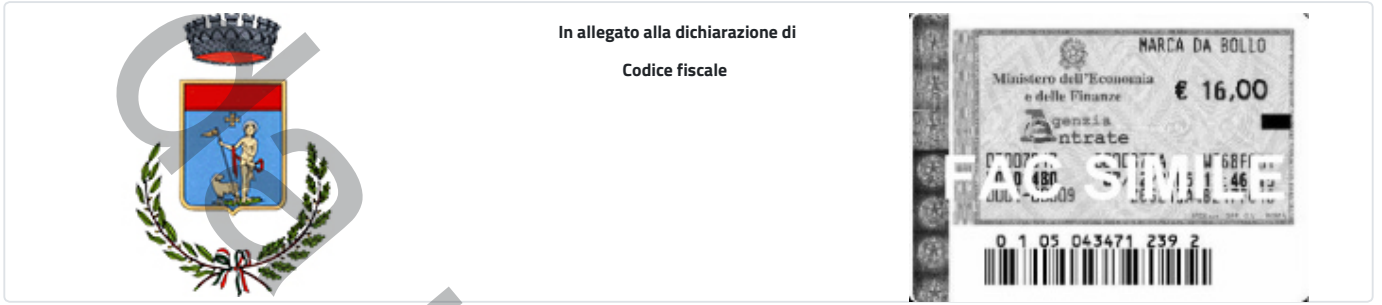 In allegato alla dichiarazione di
Codice fiscale
MARCA DA BOLLO
Ministero dell'Economia
e delle Finanze
€ 16,00
Agenzia
Entrate
FAC SIMILE
0 1 05 043471 239 2